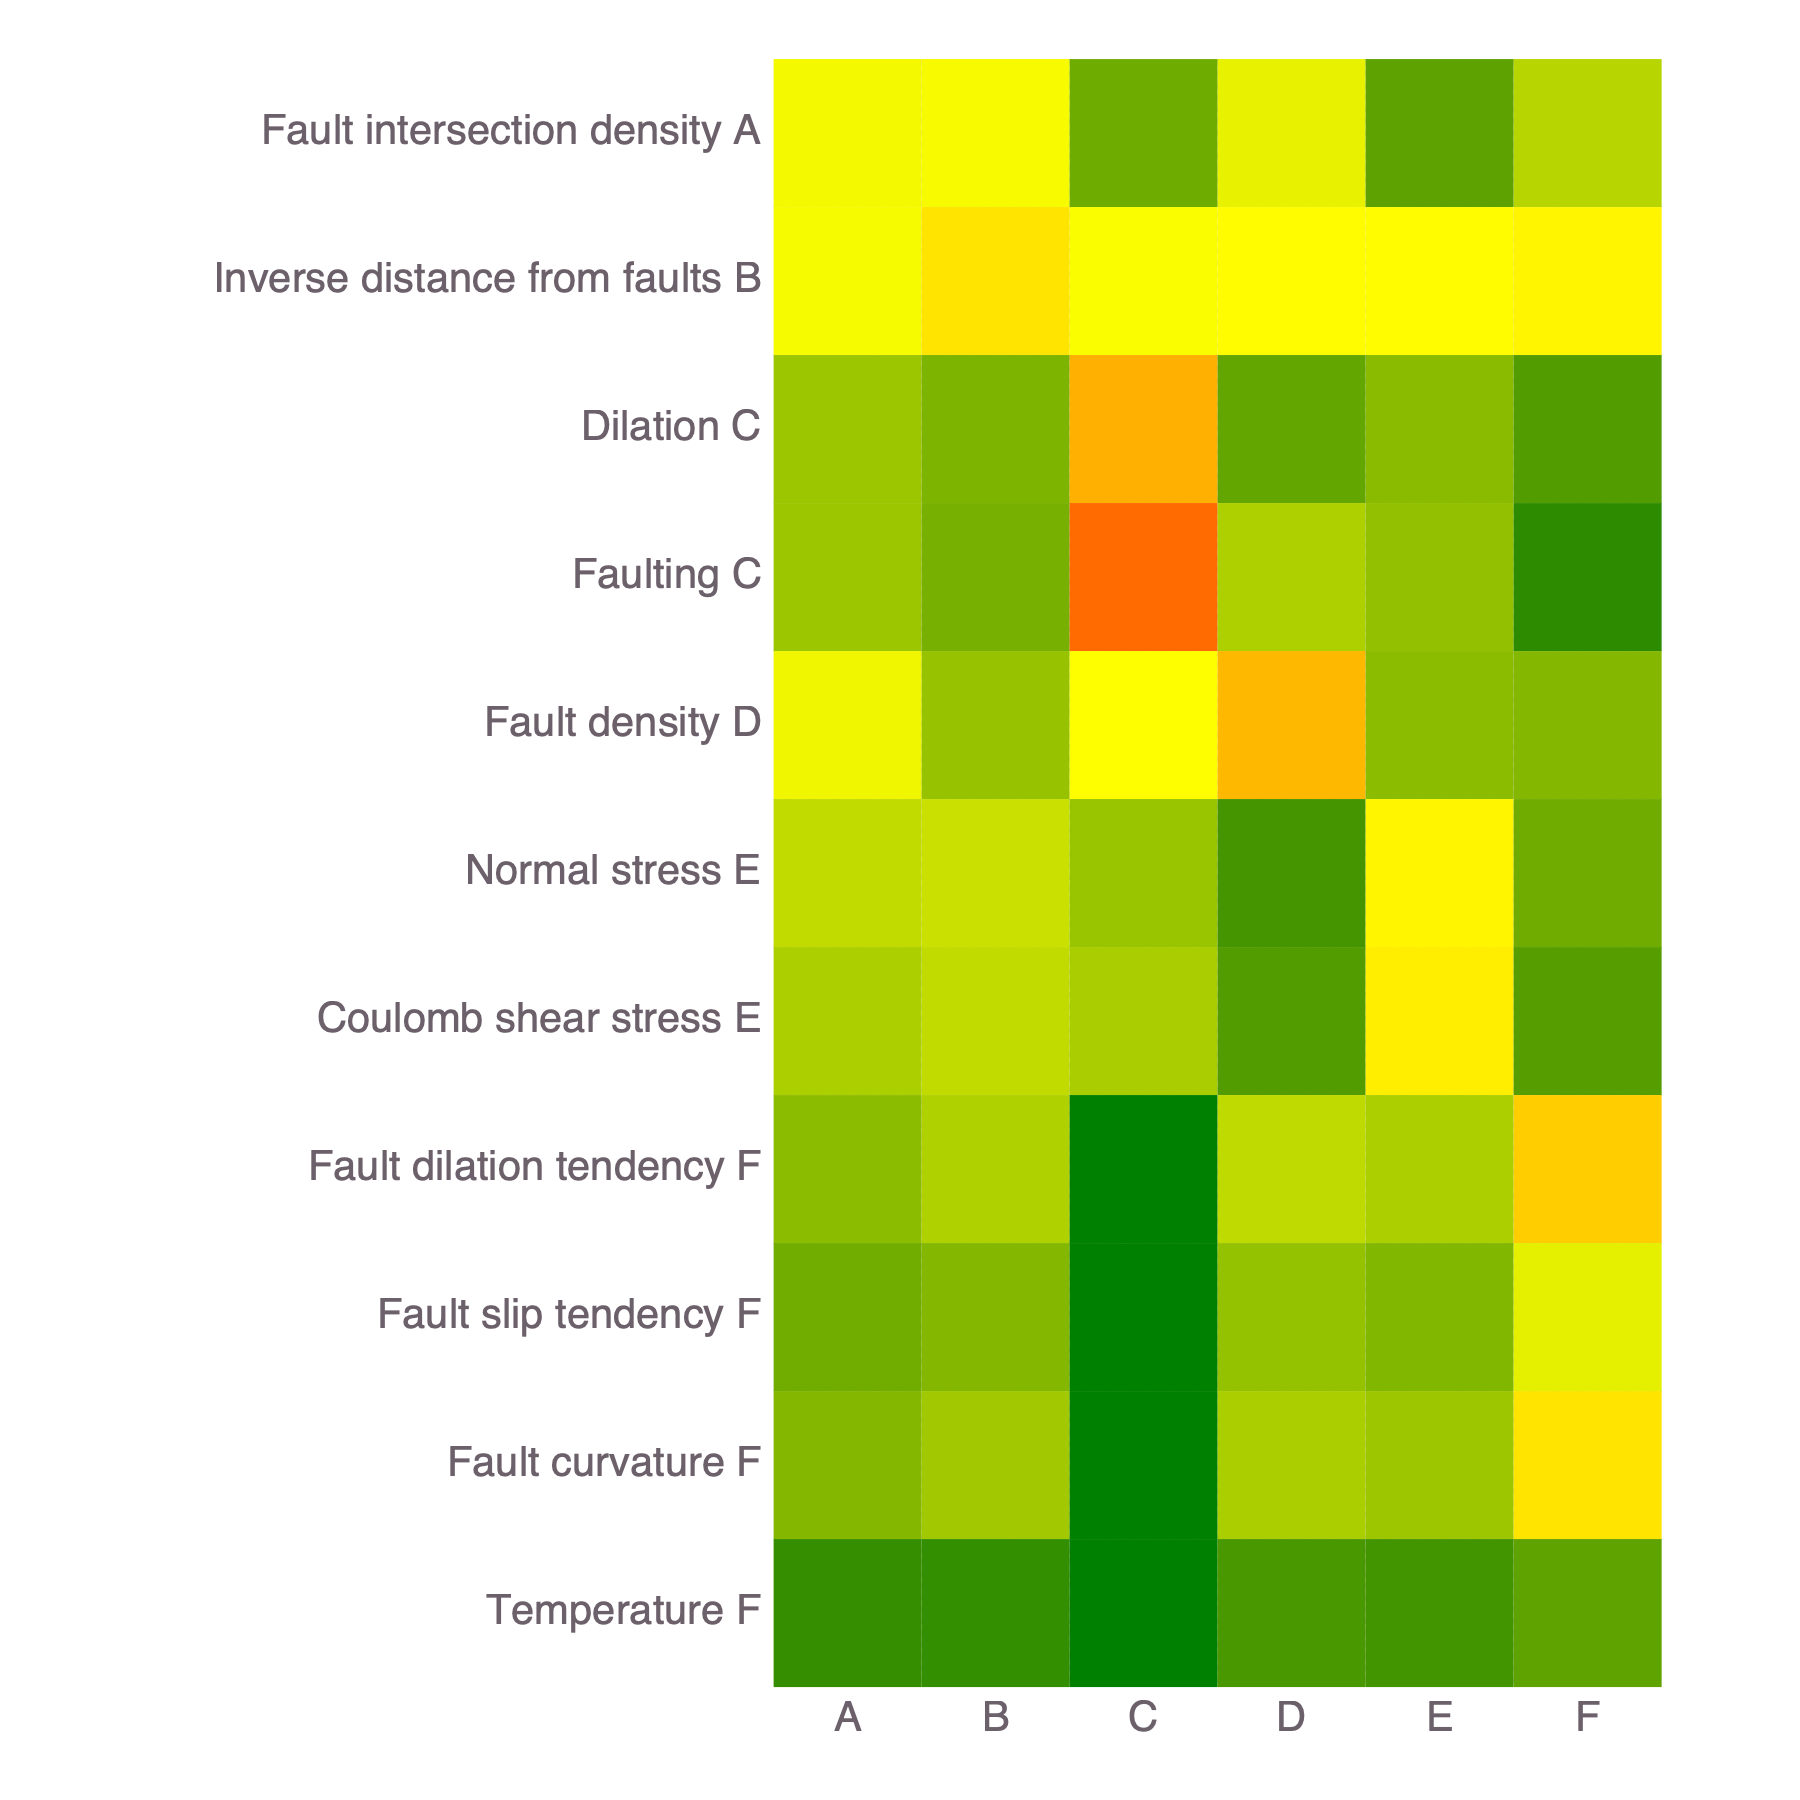 Fault intersection density A
Inverse distance from faults B
Dilation C
Faulting C
Fault density D
Normal stress E
Coulomb shear stress E
Fault dilation tendency F
Fault slip tendency F
Fault curvature F
Temperature F
A B C D E F